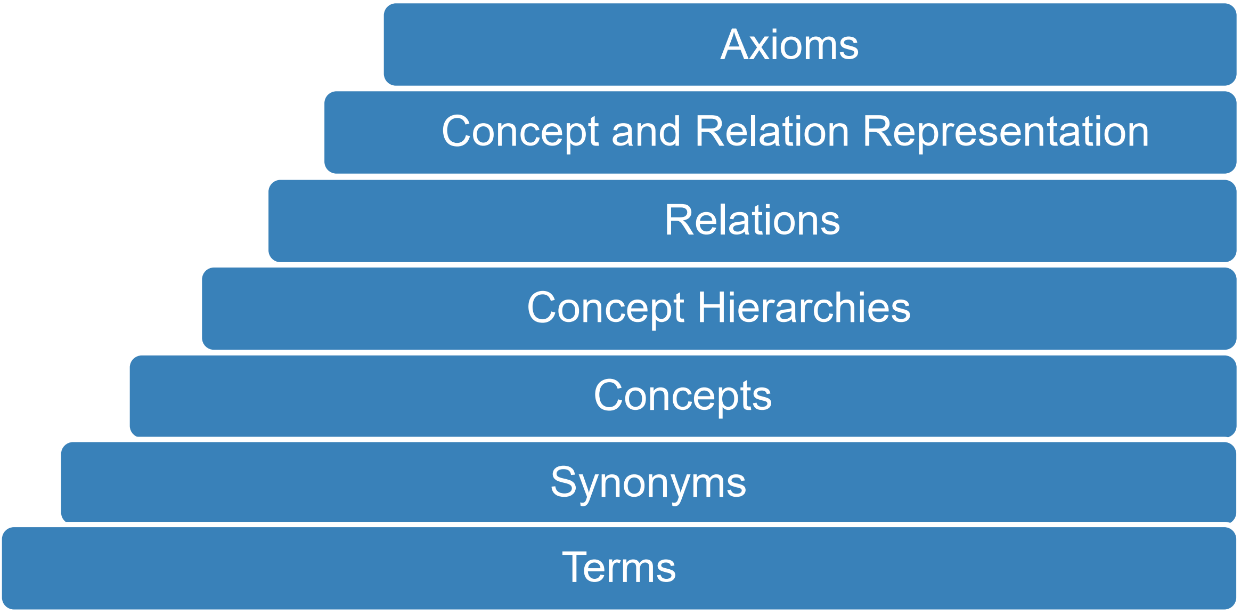 Axioms
Concept and Relation Representation
Relations
Concept Hierarchies
Concepts
Synonyms
Terms